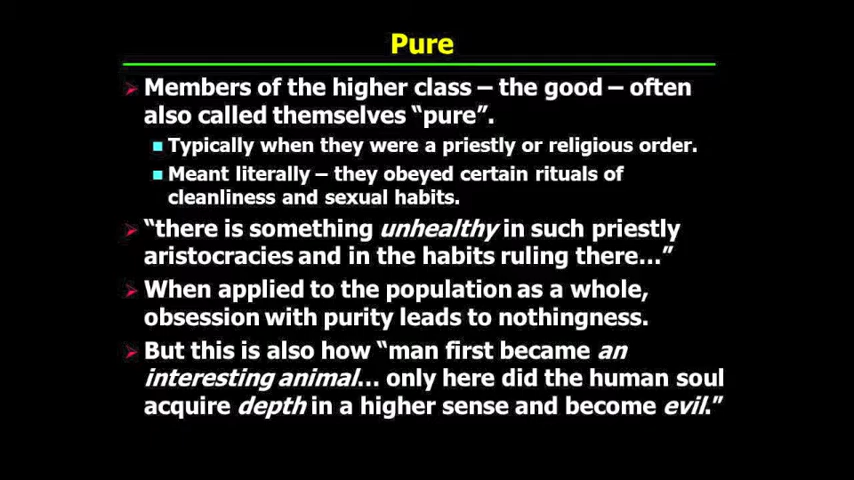 Pure
Members of the higher class – the good – often
also called themselves “pure”.
Typically when they were a priestly or religious order.
Meant literally – they obeyed certain rituals of
cleanliness and sexual habits.
“there is something unhealthy in such priestly
aristocracies and in the habits ruling there…”
When applied to the population as a whole,
obsession with purity leads to nothingness.
But this is also how “man first became an
interesting animal… only here did the human soul
acquire depth in a higher sense and become evil.”